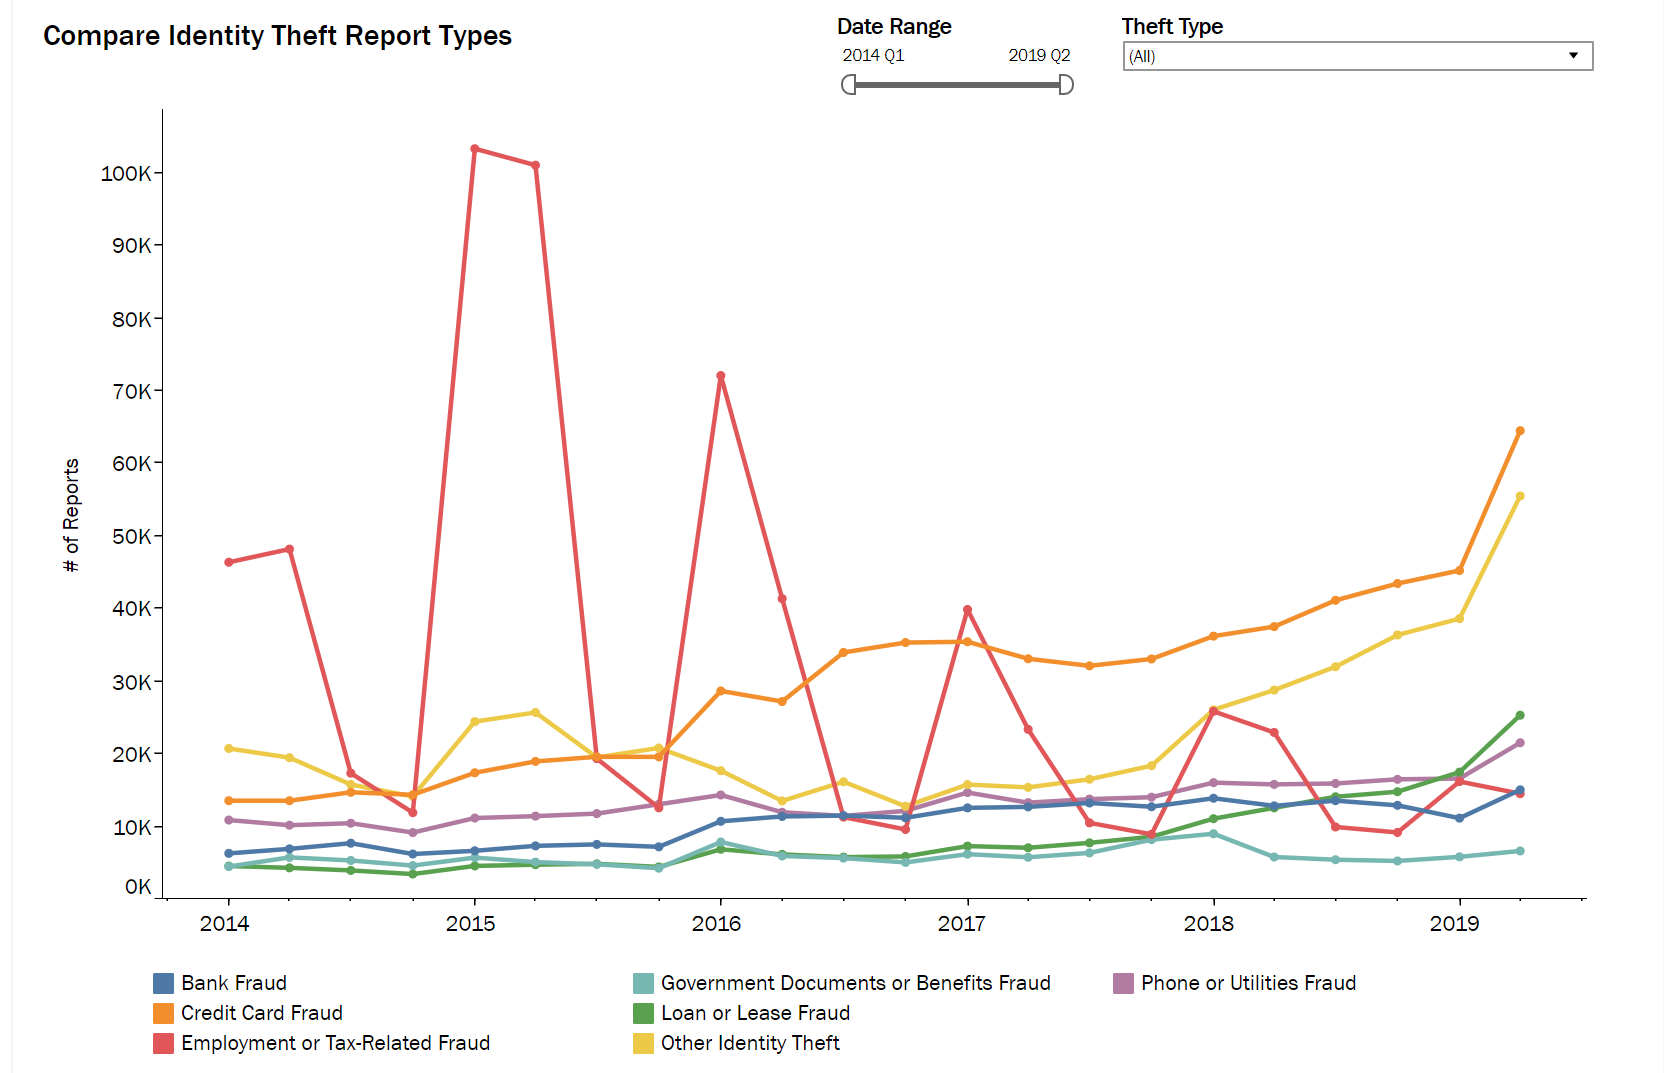 Compare Identity Theft Report Types
Date Range
2014 Q1 2019 Q2
Theft Type
(All)
# of Reports
100K
90K
80K
70K
60K
50K
40K
30K
20K
10K
0K
2014 2015 2016 2017 2018 2019
Bank Fraud
Credit Card Fraud
Employment or Tax-Related Fraud
Government Documents or Benefits Fraud
Loan or Lease Fraud
Other Identity Theft
Phone or Utilities Fraud